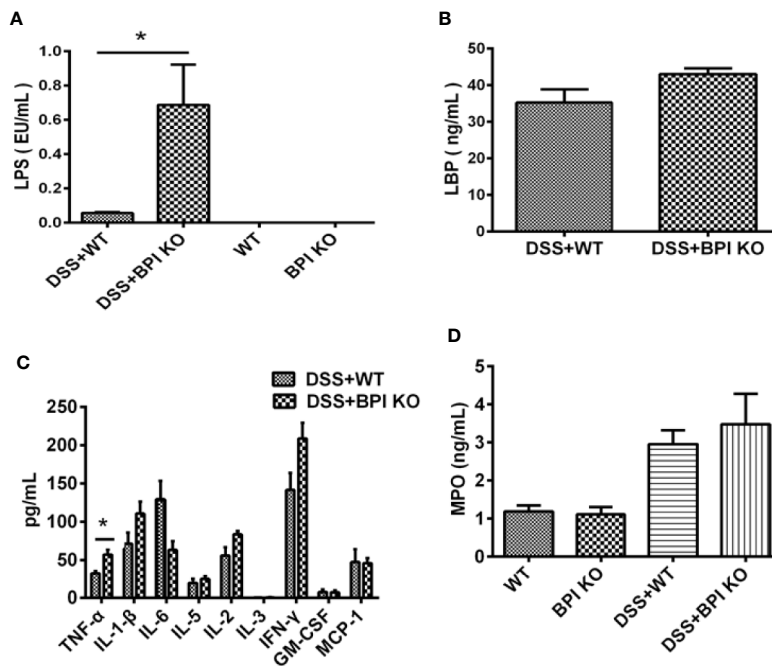 A
*
LPS ( EU/mL)
1.0
0.8
0.6
0.4
0.2
0.0
DSS+WT
DSS+BPI KO
WT
BPI KO
B
LBP ( ng/mL)
50
40
30
20
10
0
DSS+WT
DSS+BPI KO
C
DSS+WT
DSS+BPI KO
pg/mL
250
200
150
100
50
0
*
TNF-α
IL-1-β
IL-6
IL-5
IL-2
IL-3
IFN-γ
GM-CSF
MCP-1
D
MPO (ng/mL)
5
4
3
2
1
0
WT
BPI KO
DSS+WT
DSS+BPI KO